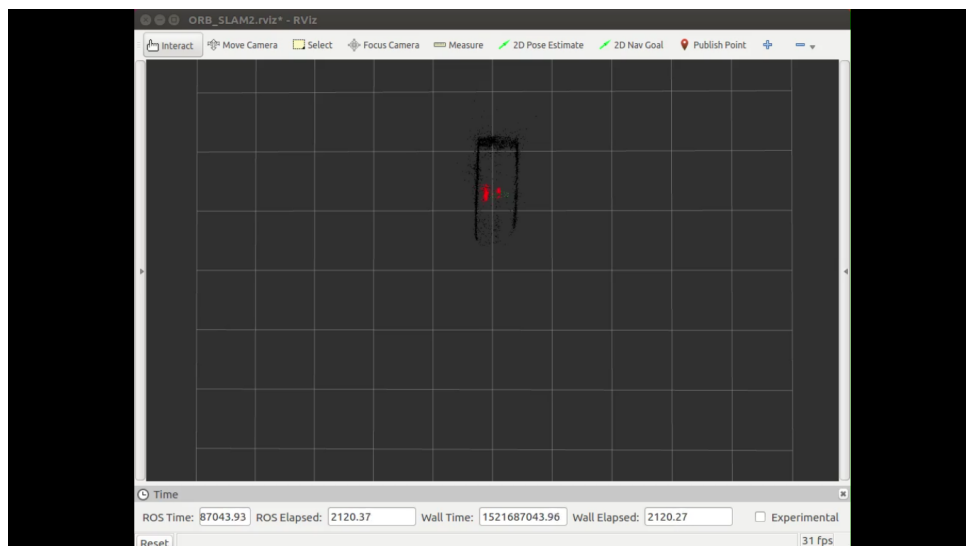 ORB_SLAM2.rviz* - RViz
Interact Move Camera Select Focus Camera Measure 2D Pose Estimate 2D Nav Goal Publish Point
Time
ROS Time: 87043.93 ROS Elapsed: 2120.37 Wall Time: 1521687043.96 Wall Elapsed: 2120.27 Experimental
Reset 31 fps